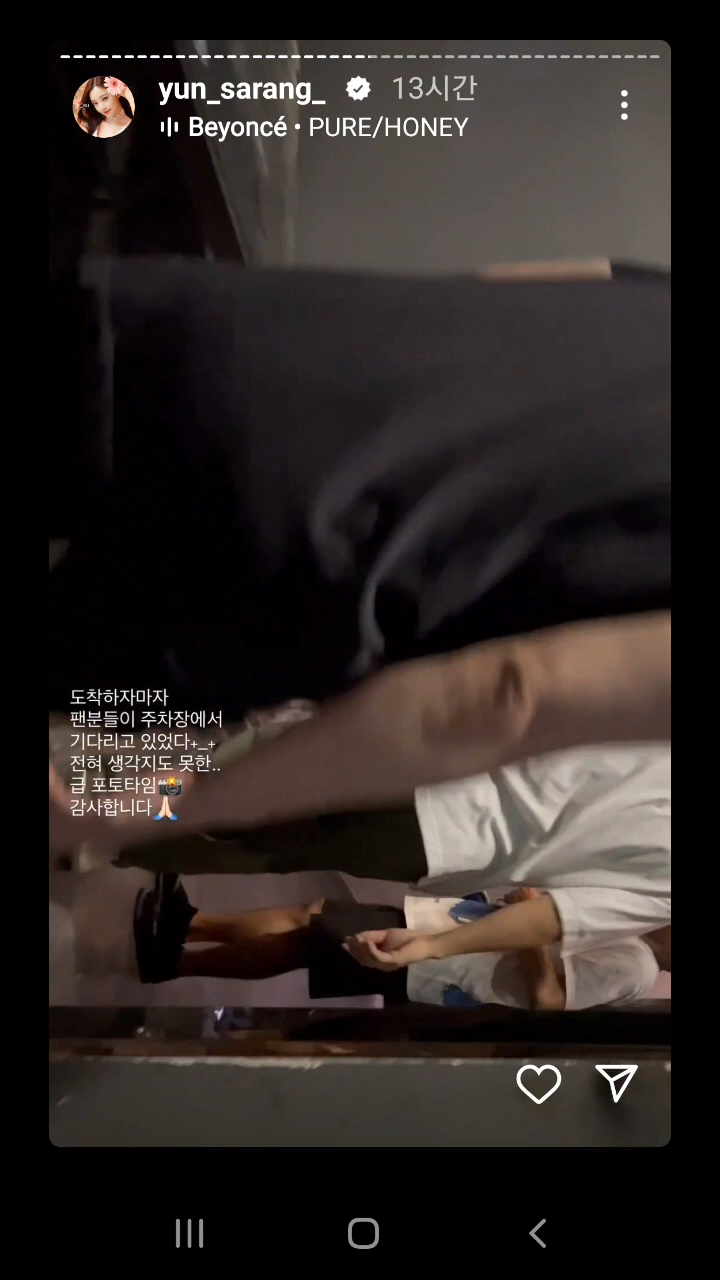 yun_sarang_ 13시간
Beyoncé • PURE/HONEY
도착하자마자
팬분들이 주차장에서
기다리고 있었다+_+
전혀 생각지도 못한..
급 포토타임📸
감사합니다🙏🏻